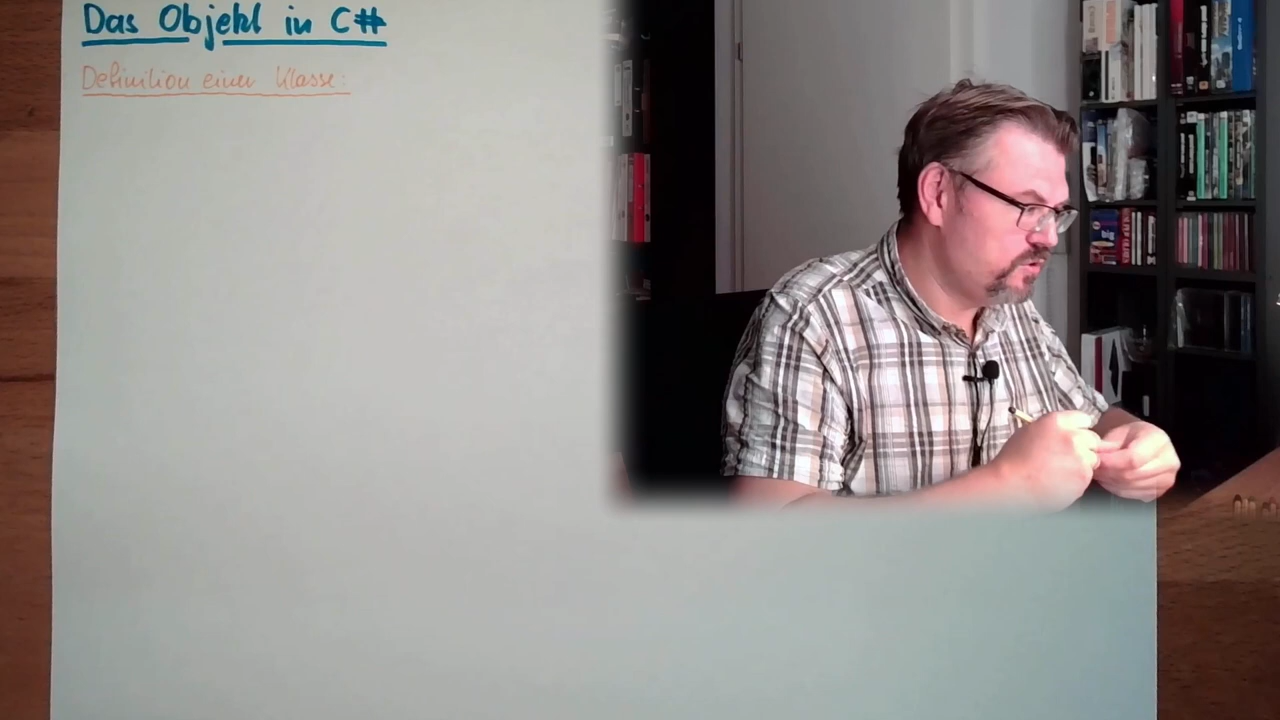 Das Objekt in C#
Definition einer Klasse: